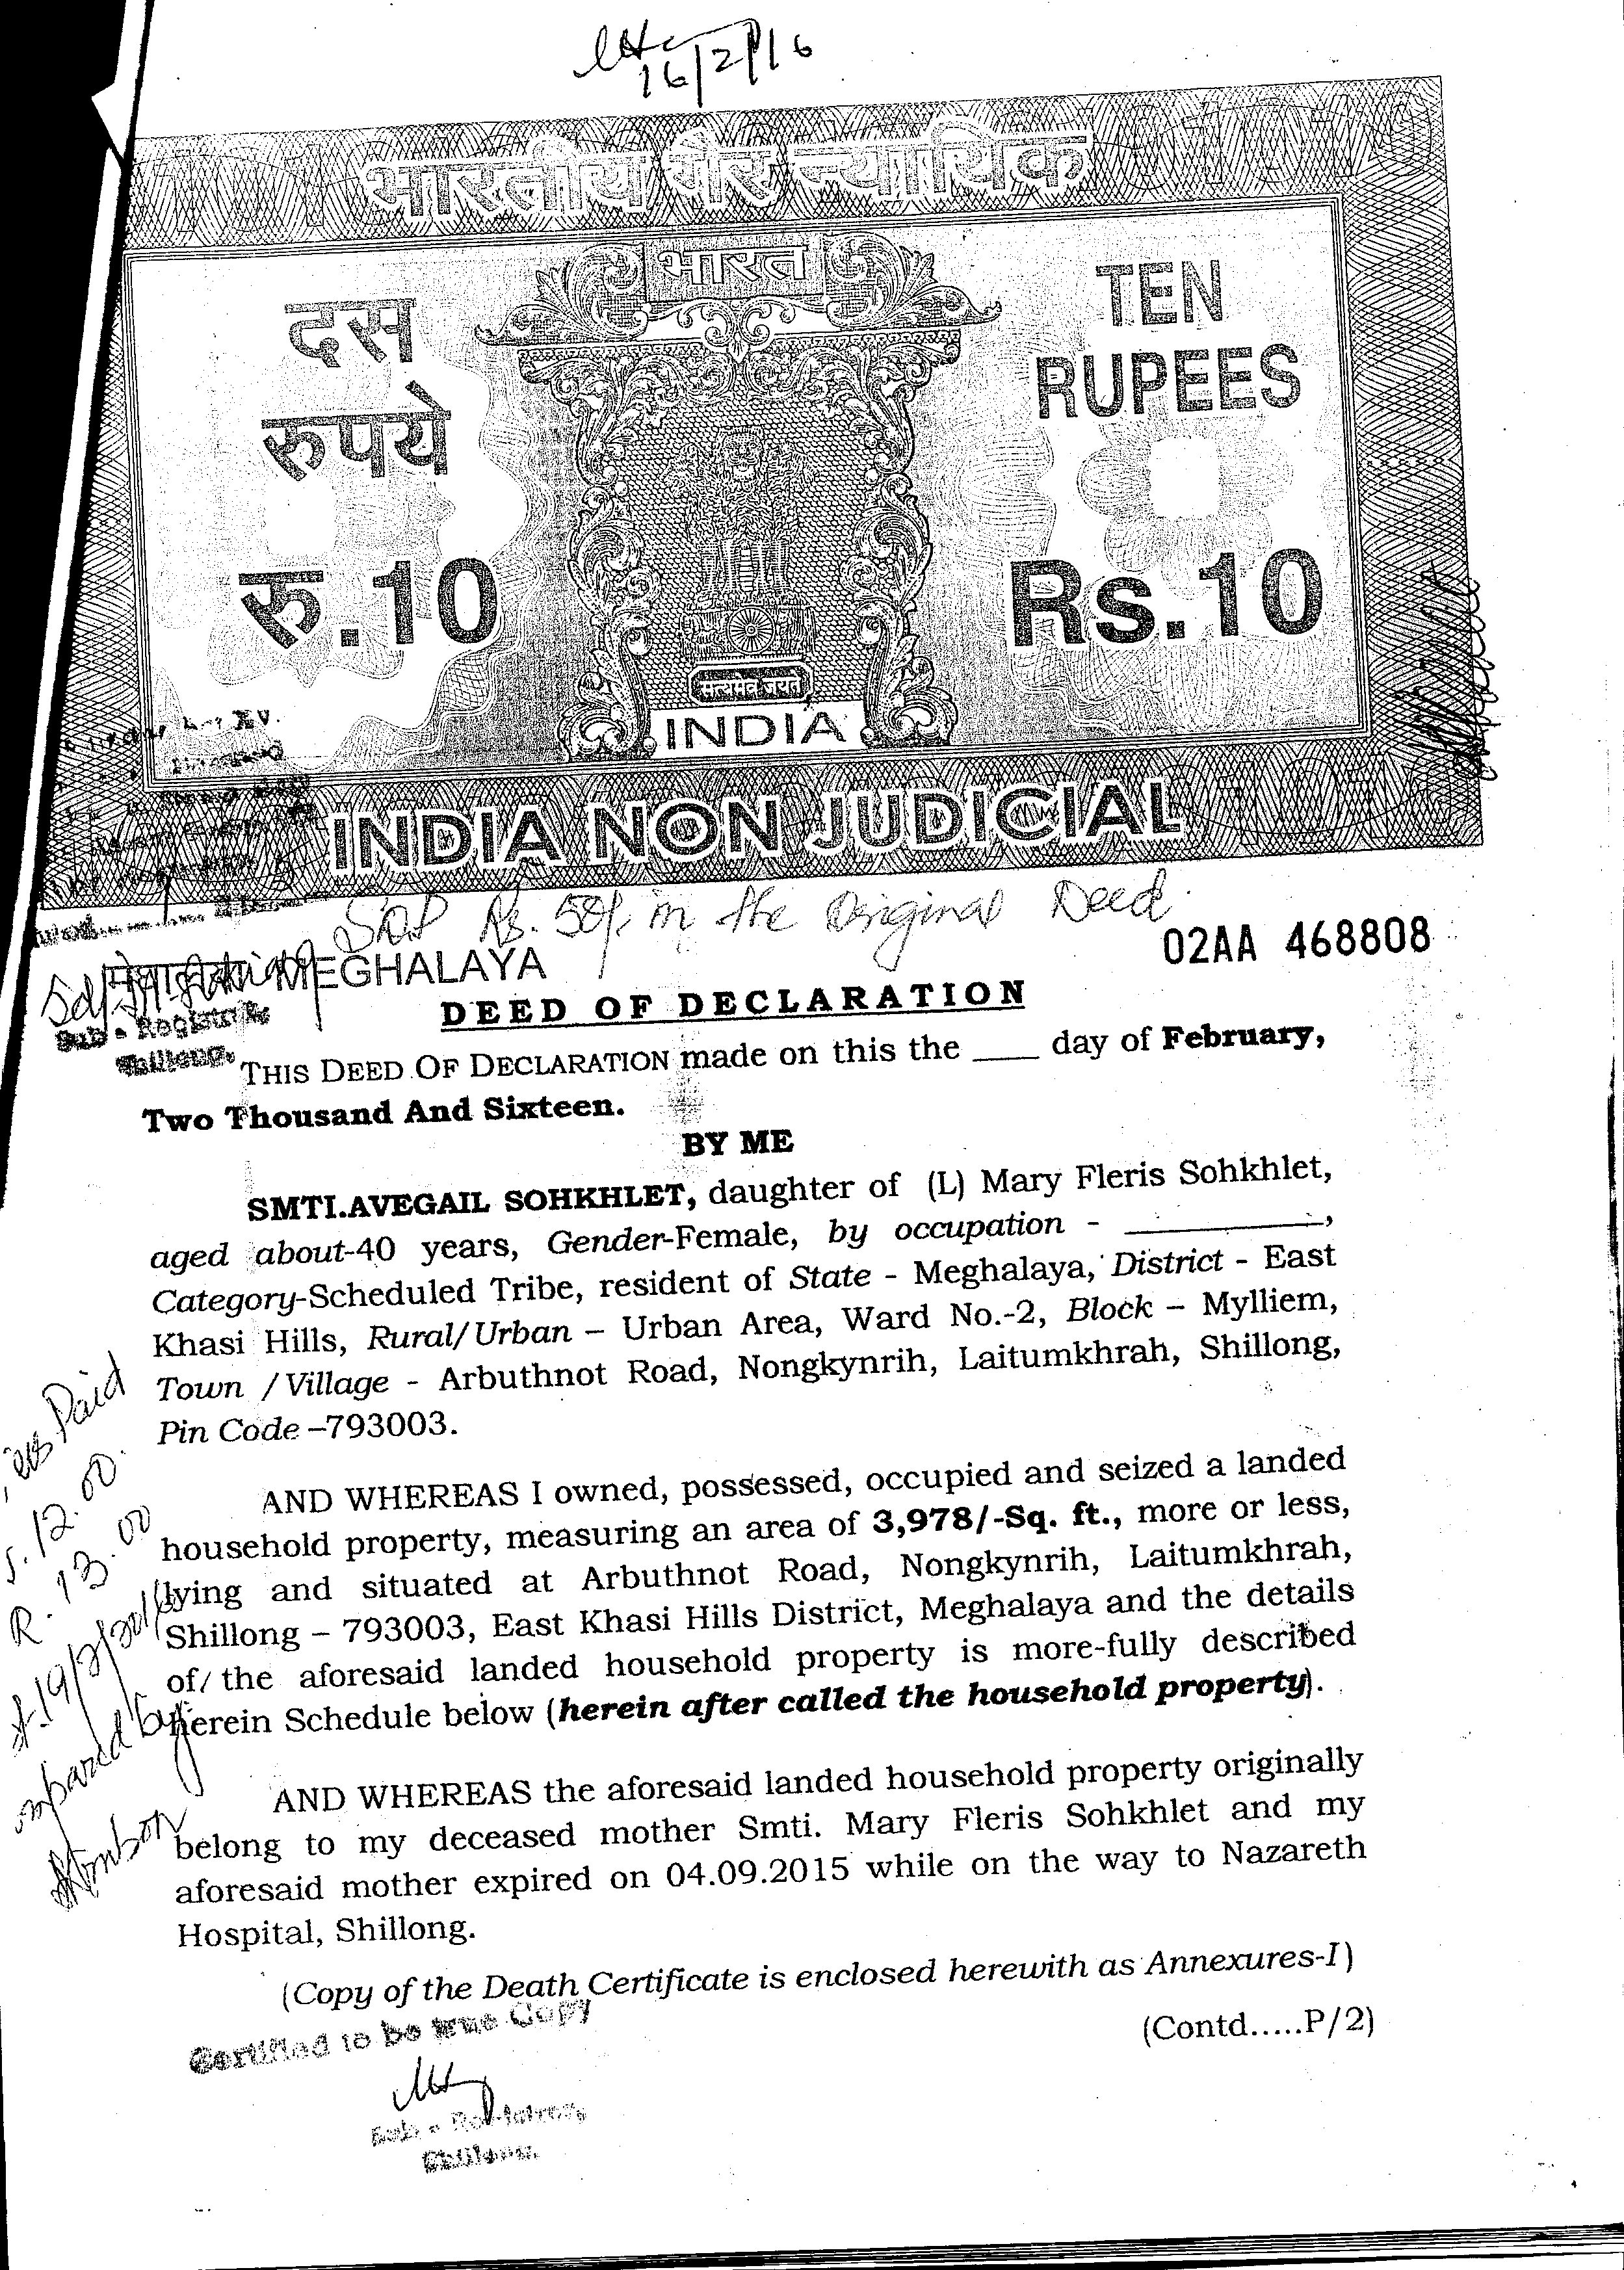 16/2/16
भारतीय गैर न्यायिक
भारत
दस
रुपये
रु.10
TEN
RUPEES
Rs.10
सत्यमेव जयते
INDIA
INDIA NON JUDICIAL
Rs. 50/- in the Original Deed
मेघालय MEGHALAYA
02AA 468808
Sub - Registrar
Shillong.
DEED OF DECLARATION
THIS DEED OF DECLARATION made on this the ____ day of February,
Two Thousand And Sixteen.
BY ME
SMTI.AVEGAIL SOHKHLET, daughter of (L) Mary Fleris Sohkhlet,
aged about-40 years, Gender-Female, by occupation - __________,
Category-Scheduled Tribe, resident of State - Meghalaya, District - East
Khasi Hills, Rural/Urban – Urban Area, Ward No.-2, Block – Mylliem,
Town /Village - Arbuthnot Road, Nongkynrih, Laitumkhrah, Shillong,
Pin Code –793003.
Paid
12.00
R. 13.00
19/2/2016
by
AND WHEREAS I owned, possessed, occupied and seized a landed
household property, measuring an area of 3,978/-Sq. ft., more or less,
lying and situated at Arbuthnot Road, Nongkynrih, Laitumkhrah,
Shillong – 793003, East Khasi Hills District, Meghalaya and the details
of the aforesaid landed household property is more-fully described
herein Schedule below (herein after called the household property).
AND WHEREAS the aforesaid landed household property originally
belong to my deceased mother Smti. Mary Fleris Sohkhlet and my
aforesaid mother expired on 04.09.2015 while on the way to Nazareth
Hospital, Shillong.
(Copy of the Death Certificate is enclosed herewith as Annexures-I)
(Contd.....P/2)
Certified to be true Copy
Sub - Registrar,
Shillong.